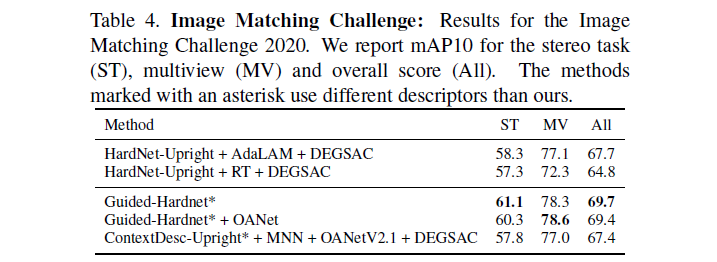 Table 4. Image Matching Challenge: Results for the Image
Matching Challenge 2020. We report mAP10 for the stereo task
(ST), multiview (MV) and overall score (All). The methods
marked with an asterisk use different descriptors than ours.
Method ST MV All
HardNet-Upright + AdaLAM + DEGSAC 58.3 77.1 67.7
HardNet-Upright + RT + DEGSAC 57.3 72.3 64.8
Guided-Hardnet* 61.1 78.3 69.7
Guided-Hardnet* + OANet 60.3 78.6 69.4
ContextDesc-Upright* + MNN + OANetV2.1 + DEGSAC 57.8 77.0 67.4